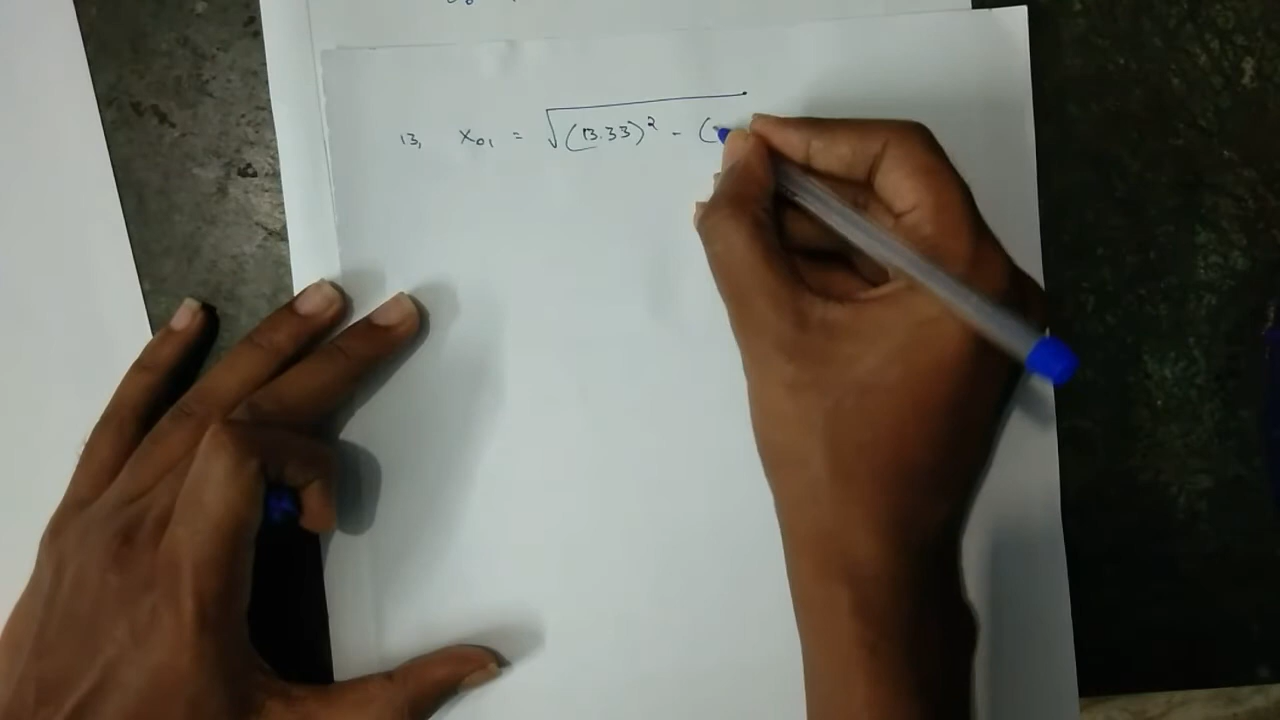 13, X₀₁ = √(13.33)² - (